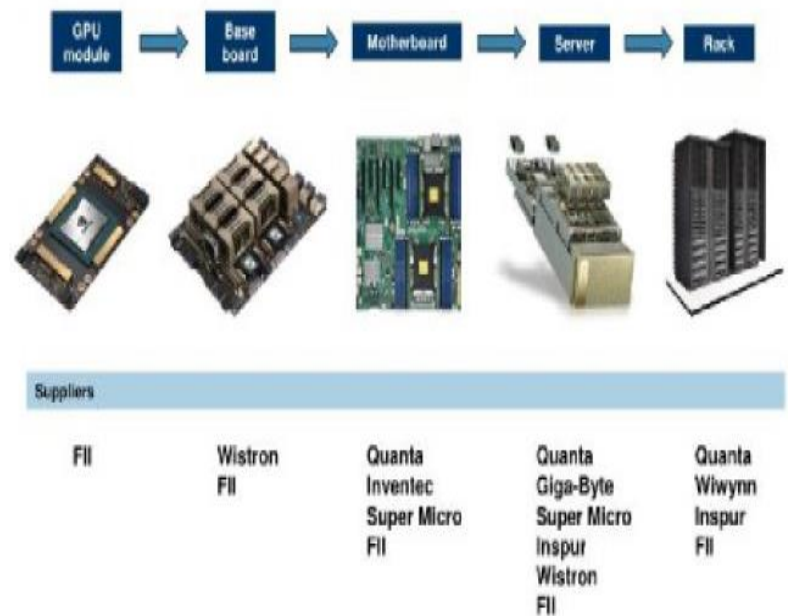 GPU
module
Base
board
Motherboard
Server
Rack
Suppliers
FII
Wistron
FII
Quanta
Inventec
Super Micro
FII
Quanta
Giga-Byte
Super Micro
Inspur
Wistron
FII
Quanta
Wiwynn
Inspur
FII